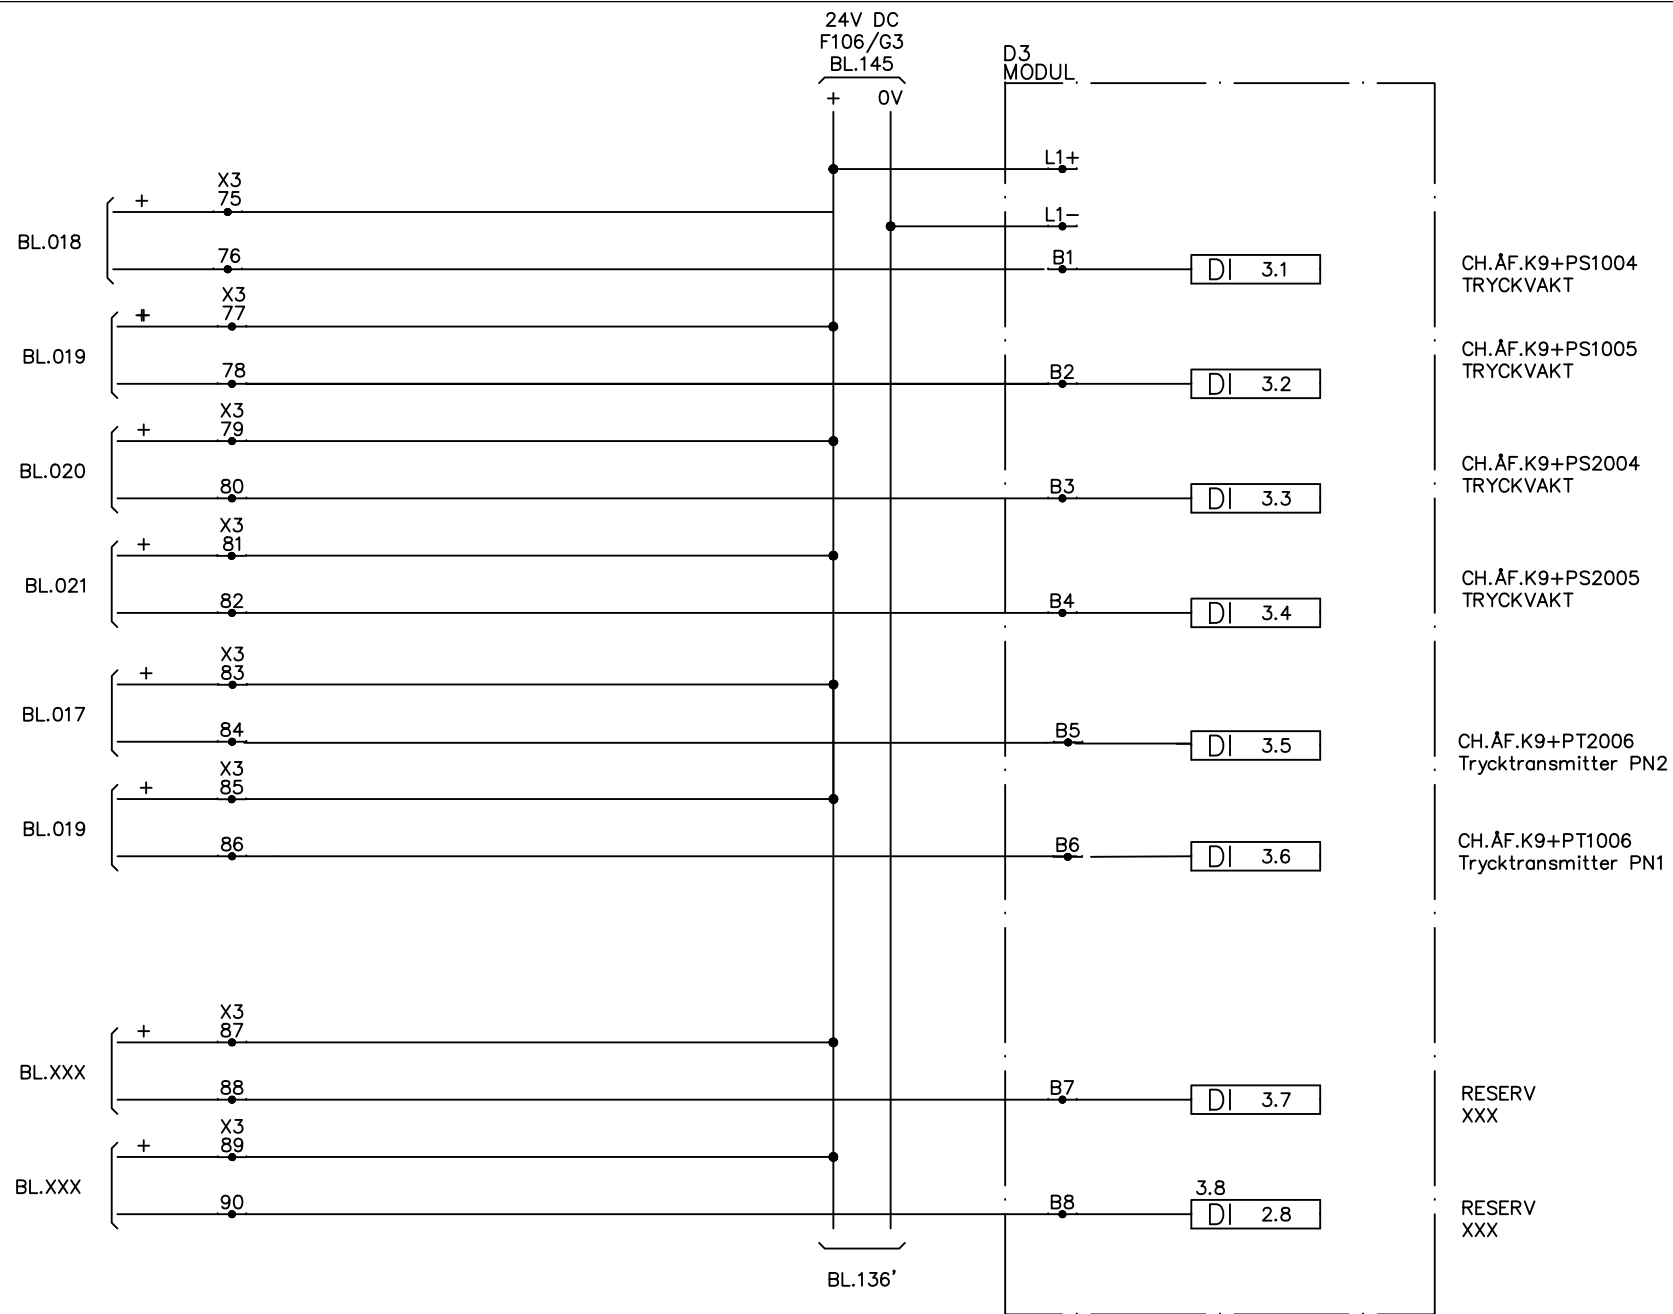 24V DC
F106/G3
BL.145
+ 0V
D3
MODUL
L1+
L1-
BL.018
+
X3
75
76
B1
DI 3.1
CH.ÅF.K9+PS1004
TRYCKVAKT
BL.019
+
X3
77
78
B2
DI 3.2
CH.ÅF.K9+PS1005
TRYCKVAKT
BL.020
+
X3
79
80
B3
DI 3.3
CH.ÅF.K9+PS2004
TRYCKVAKT
BL.021
+
X3
81
82
B4
DI 3.4
CH.ÅF.K9+PS2005
TRYCKVAKT
BL.017
+
X3
83
84
B5
DI 3.5
CH.ÅF.K9+PT2006
Trycktransmitter PN2
BL.019
+
X3
85
86
B6
DI 3.6
CH.ÅF.K9+PT1006
Trycktransmitter PN1
BL.XXX
+
X3
87
88
B7
DI 3.7
RESERV
XXX
BL.XXX
+
X3
89
90
B8
3.8
DI 2.8
RESERV
XXX
BL.136'